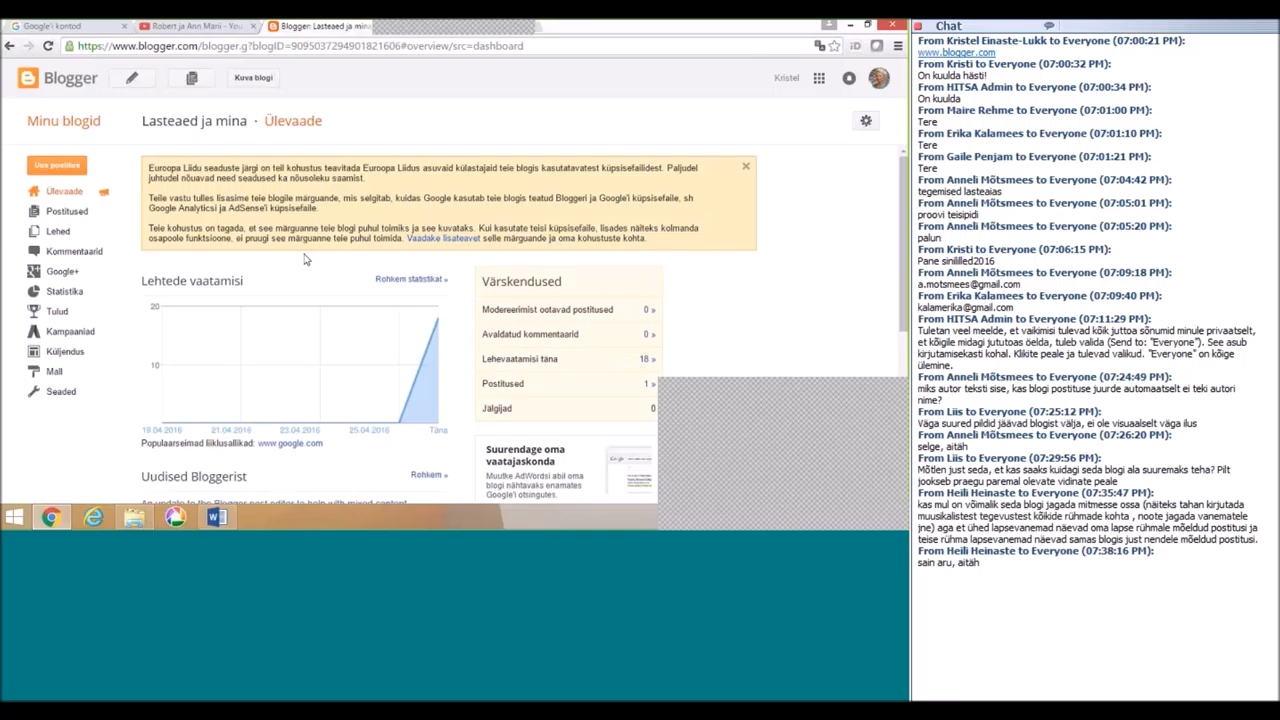 Google'i kontod
Robert ja Ann Marii - You
Blogger: Lasteaed ja mina
https://www.blogger.com/blogger.g?blogID=9095037294901821606#overview/src=dashboard
Blogger
Kuva blogi
Kristel
Minu blogid
Lasteaed ja mina · Ülevaade
Uus postitus
Ülevaade
Postitused
Lehed
Kommentaarid
Google+
Statistika
Tulud
Kampaaniad
Küljendus
Mall
Seaded
Euroopa Liidu seaduste järgi on teil kohustus teavitada Euroopa Liidus asuvaid külastajaid teie blogis kasutatavatest küpsisefailidest. Paljudel
juhtudel nõuavad need seadused ka nõusoleku saamist.
Teile vastu tulles lisasime teie blogile märguande, mis selgitab, kuidas Google kasutab teie blogis teatud Bloggeri ja Google'i küpsisefaile, sh
Google Analyticsi ja AdSense'i küpsisefaile.
Teie kohustus on tagada, et see märguanne teie blogi puhul toimiks ja see kuvataks. Kui kasutate teisi küpsisefaile, lisades näiteks kolmanda
osapoole funktsioone, ei pruugi see märguanne teie puhul toimida. Vaadake lisateavet selle märguande ja oma kohustuste kohta.
Lehtede vaatamisi
Rohkem statistikat »
20
10
19.04.2016 21.04.2016 23.04.2016 25.04.2016 Täna
Populaarseimad liiklusallikad: www.google.com
Uudised Bloggerist
Rohkem »
An update to the Blogger post editor to help with mixed content
Värskendused
Modereerimist ootavad postitused 0 »
Avaldatud kommentaarid 0 »
Lehevaatamisi täna 18 »
Postitused 1 »
Jälgijad 0
Suurendage oma
vaatajaskonda
Muutke AdWordsi abil oma
blogi nähtavaks enamates
Google'i otsingutes.
Chat
From Kristel Einaste-Lukk to Everyone (07:00:21 PM):
www.blogger.com
From Kristi to Everyone (07:00:32 PM):
On kuulda hästi!
From HITSA Admin to Everyone (07:00:34 PM):
On kuulda
From Maire Rehme to Everyone (07:01:00 PM):
Tere
From Erika Kalamees to Everyone (07:01:10 PM):
Tere
From Gaile Penjam to Everyone (07:01:21 PM):
Tere
From Anneli Mõtsmees to Everyone (07:04:42 PM):
tegemised lasteaias
From Anneli Mõtsmees to Everyone (07:05:01 PM):
proovi teisipidi
From Anneli Mõtsmees to Everyone (07:05:20 PM):
palun
From Kristi to Everyone (07:06:15 PM):
Pane sinililled2016
From Anneli Mõtsmees to Everyone (07:09:18 PM):
a.motsmees@gmail.com
From Erika Kalamees to Everyone (07:09:40 PM):
kalamerika@gmail.com
From HITSA Admin to Everyone (07:11:29 PM):
Tuletan veel meelde, et vaikimisi tulevad kõik juttoa sõnumid minule privaatselt,
et kõigile midagi jututoas öelda, tuleb valida (Send to: "Everyone"). See asub
kirjutamisekasti kohal. Klikite peale ja tulevad valikud. "Everyone" on kõige
ülemine.
From Anneli Mõtsmees to Everyone (07:24:49 PM):
miks autor teksti sise, kas blogi postituse juurde automaatselt ei teki autori
nime?
From Liis to Everyone (07:25:12 PM):
Väga suured pildid jäävad blogist välja, ei ole visuaalselt väga ilus
From Anneli Mõtsmees to Everyone (07:26:20 PM):
selge, aitäh
From Liis to Everyone (07:29:56 PM):
Mõtlen just seda, et kas saaks kuidagi seda blogi ala suuremaks teha? Pilt
jookseb praegu paremal olevate vidinate peale
From Heili Heinaste to Everyone (07:35:47 PM):
kas mul on võimalik seda blogi jagada mitmesse ossa (näiteks tahan kirjutada
muusikalistest tegevustest kõikide rühmade kohta , noote jagada vanematele
jne) aga et ühed lapsevanemad näevad oma lapse rühmale mõeldud postitusi ja
teise rühma lapsevanemad näevad samas blogis just nendele mõeldud postitusi.
From Heili Heinaste to Everyone (07:38:16 PM):
sain aru, aitäh